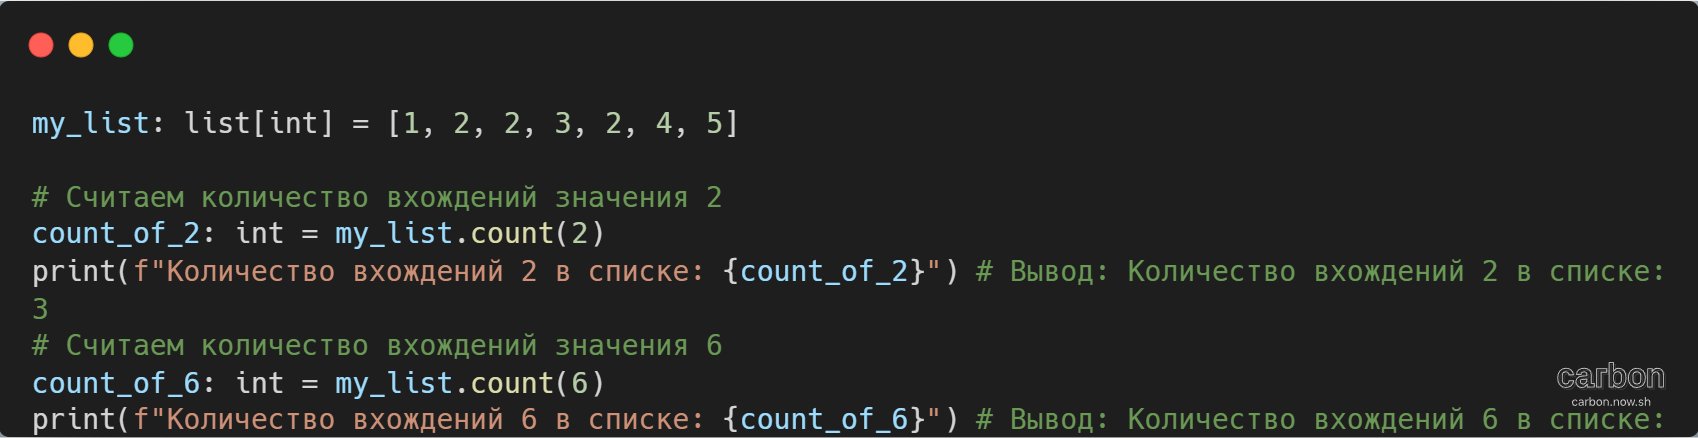 my_list: list[int] = [1, 2, 2, 3, 2, 4, 5]
# Считаем количество вхождений значения 2
count_of_2: int = my_list.count(2)
print(f"Количество вхождений 2 в списке: {count_of_2}") # Вывод: Количество вхождений 2 в списке:
3
# Считаем количество вхождений значения 6
count_of_6: int = my_list.count(6)
print(f"Количество вхождений 6 в списке: {count_of_6}") # Вывод: Количество вхождений 6 в списке:
carbon
carbon.now.sh